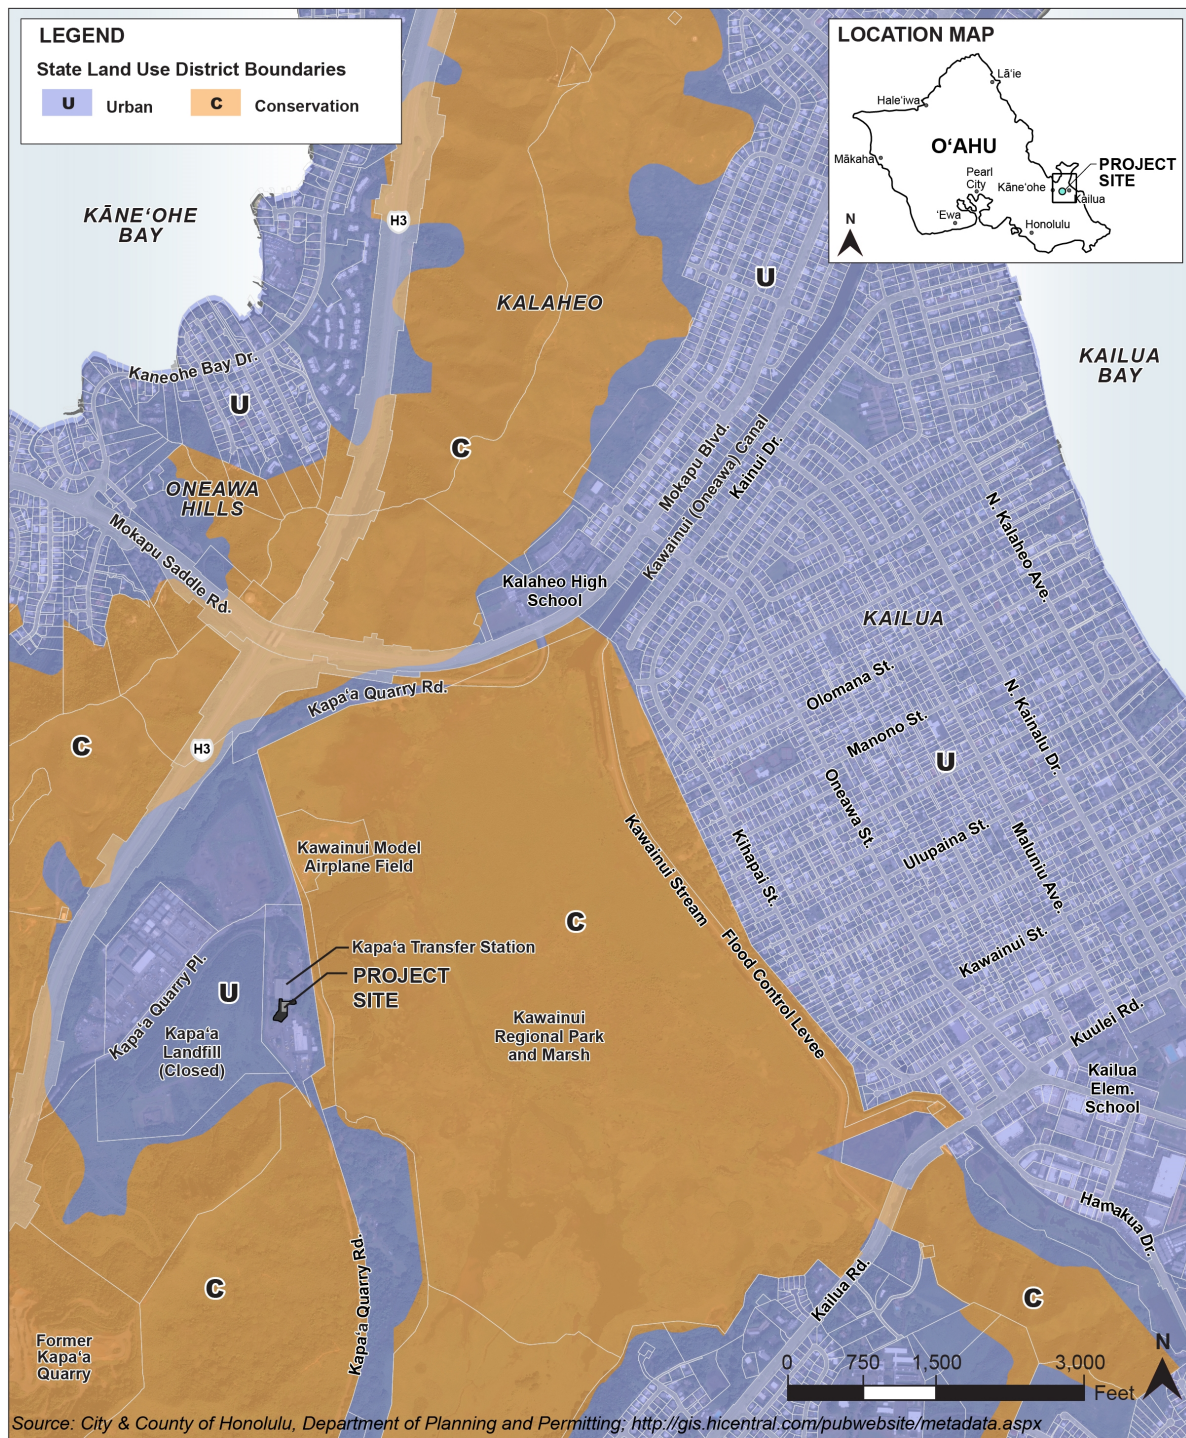 LEGEND
State Land Use District Boundaries
U Urban
C Conservation
LOCATION MAP
Lā‘ie
Hale‘iwa
O‘AHU
Mākaha
PROJECT
SITE
Pearl
City
Kāne‘ohe
Kailua
‘Ewa
Honolulu
N
KĀNE‘OHE
BAY
H3
KALAHEO
U
KAILUA
BAY
Kaneohe Bay Dr.
U
C
Mokapu Blvd.
Kawainui (Oneawa) Canal
Kainui Dr.
ONEAWA
HILLS
N. Kalaheo Ave.
Mokapu Saddle Rd.
Kalaheo High
School
KAILUA
Olomana St.
Kapa‘a Quarry Rd.
N. Kainalu Dr.
Manono St.
C
H3
U
Oneawa St.
Kawainui Model
Airplane Field
Kawainui Stream
Kihapai St.
Ulupaina St.
Maluniu Ave.
C
Kapa‘a Transfer Station
PROJECT
SITE
Flood Control Levee
Kawainui St.
Kapa‘a Quarry Pl.
U
Kapa‘a
Landfill
(Closed)
Kawainui
Regional Park
and Marsh
Kuulei Rd.
Kailua
Elem.
School
Hamakua Dr.
Kapa‘a Quarry Rd.
C
Kailua Rd.
C
Former
Kapa‘a
Quarry
N
0 750 1,500 3,000
Feet
Source: City & County of Honolulu, Department of Planning and Permitting; http://gis.hicentral.com/pubwebsite/metadata.aspx